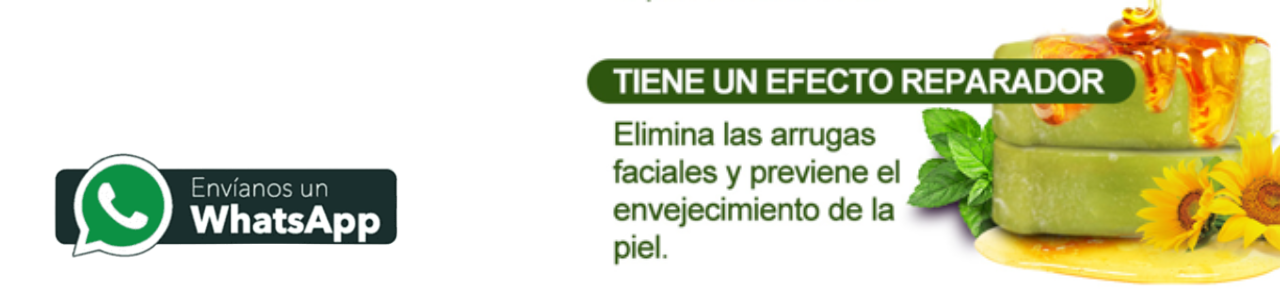 TIENE UN EFECTO REPARADOR
Elimina las arrugas
faciales y previene el
envejecimiento de la
piel.
Envíanos un
WhatsApp